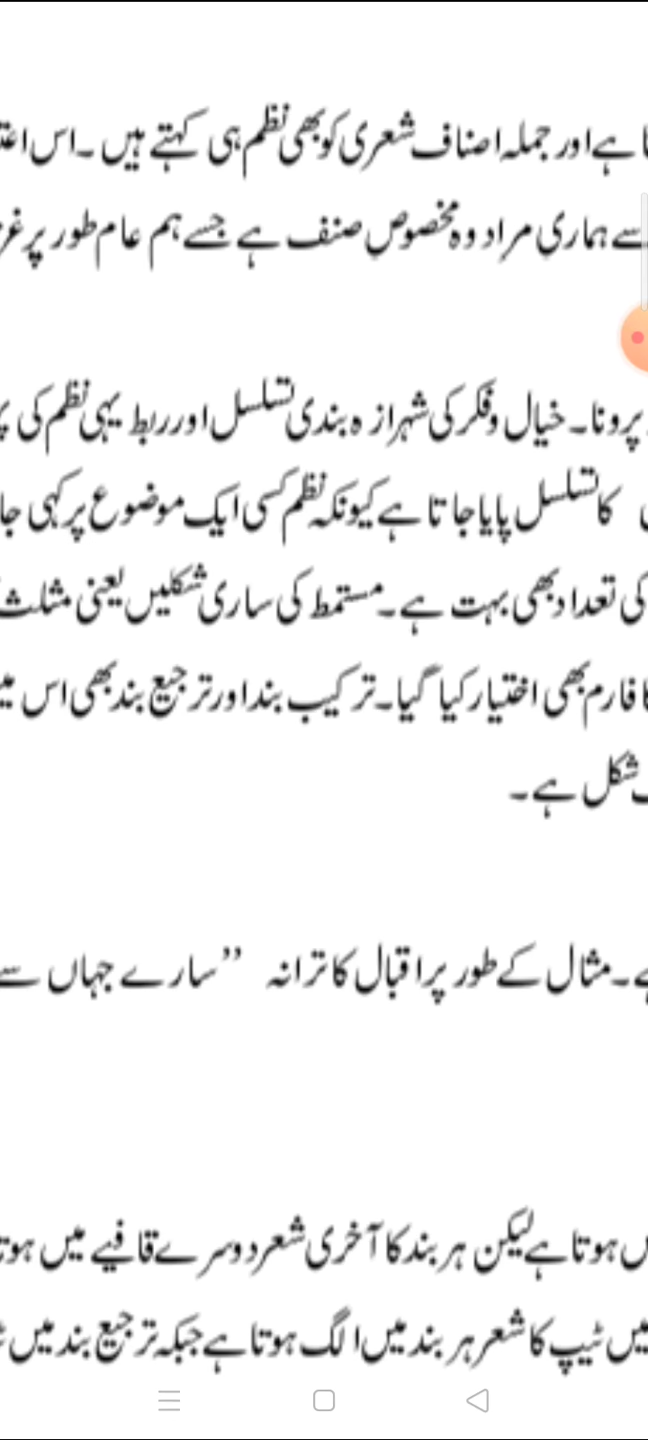 ہے اور جملہ اصناف شعری کو بھی نظم ہی کہتے ہیں۔ اس
سے ہماری مراد وہ مخصوص صنف ہے جسے ہم عام طور پر
پرونا۔ خیال وفکر کی شہراز ہ بندی تسلسل اور ربط یہی نظم کی
کا تسلسل پایا جاتا ہے کیونکہ نظم کسی ایک موضوع پر کہی جا
کی تعداد بھی بہت ہے۔ مستمط کی ساری شکلیں یعنی مثلث
فارم بھی اختیار کیا گیا۔ ترکیب بند اور ترجیع بند بھی اس
شکل ہے۔
۔ مثال کے طور پر اقبال کا ترانہ ’’سارے جہاں سے
ہوتا ہے لیکن ہر بند کا آخری شعر دوسرے قافیے میں
میں ٹیپ کا شعر ہر بند میں الگ ہوتا ہے جبکہ ترجیع بند میں